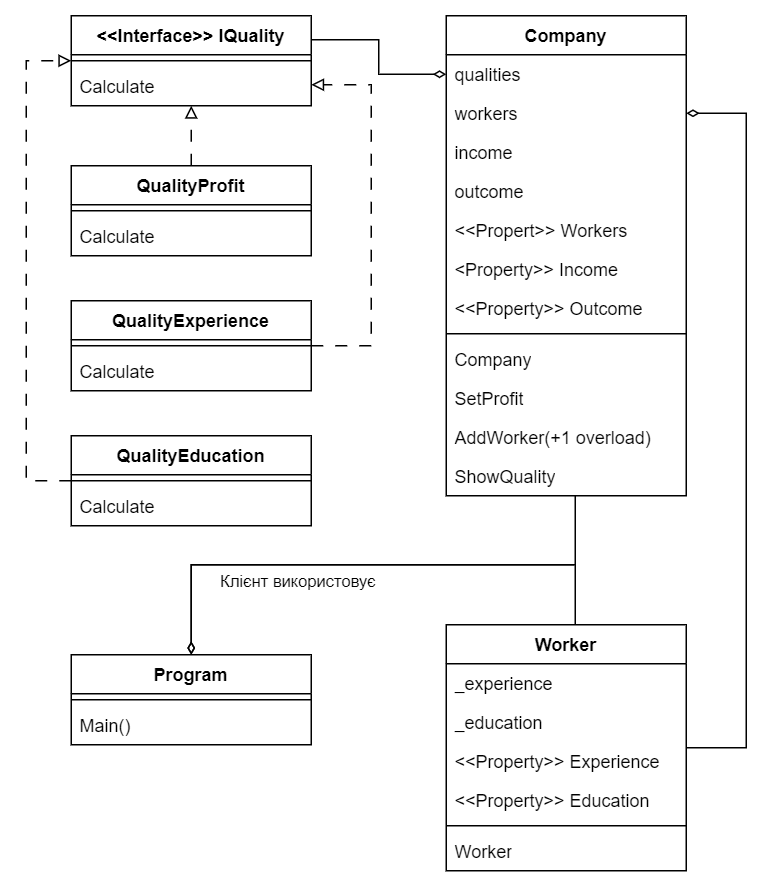 <<Interface>> IQuality
Calculate
QualityProfit
Calculate
QualityExperience
Calculate
QualityEducation
Calculate
Company
qualities
workers
income
outcome
<<Propert>> Workers
<Property>> Income
<<Property>> Outcome
Company
SetProfit
AddWorker(+1 overload)
ShowQuality
Клієнт використовує
Program
Main()
Worker
_experience
_education
<<Property>> Experience
<<Property>> Education
Worker